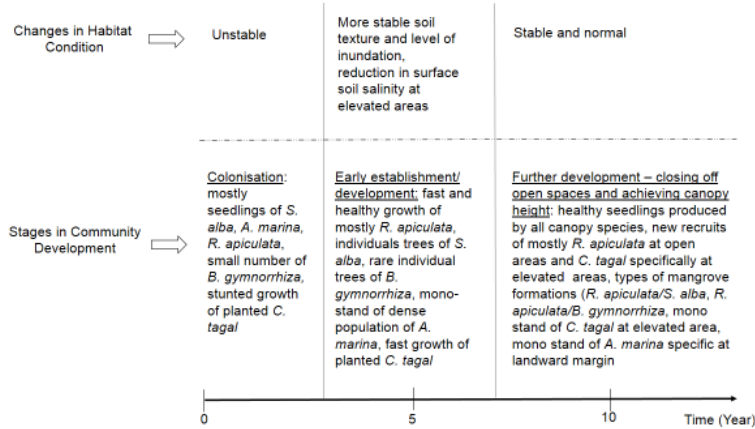 Changes in Habitat
Condition
Unstable
More stable soil
texture and level of
inundation,
reduction in surface
soil salinity at
elevated areas
Stable and normal
Stages in Community
Development
Colonisation:
mostly
seedlings of S.
alba, A. marina,
R. apiculata,
small number of
B. gymnorrhiza,
stunted growth
of planted C.
tagal
Early establishment/
development: fast and
healthy growth of
mostly R. apiculata,
individuals trees of S.
alba, rare individual
trees of B.
gymnorrhiza, mono-
stand of dense
population of A.
marina, fast growth of
planted C. tagal
Further development – closing off
open spaces and achieving canopy
height: healthy seedlings produced
by all canopy species, new recruits
of mostly R. apiculata at open
areas and C. tagal specifically at
elevated areas, types of mangrove
formations (R. apiculata/S. alba, R.
apiculata/B. gymnorrhiza, mono
stand of C. tagal at elevated area,
mono stand of A. marina specific at
landward margin
0
5
10
Time (Year)